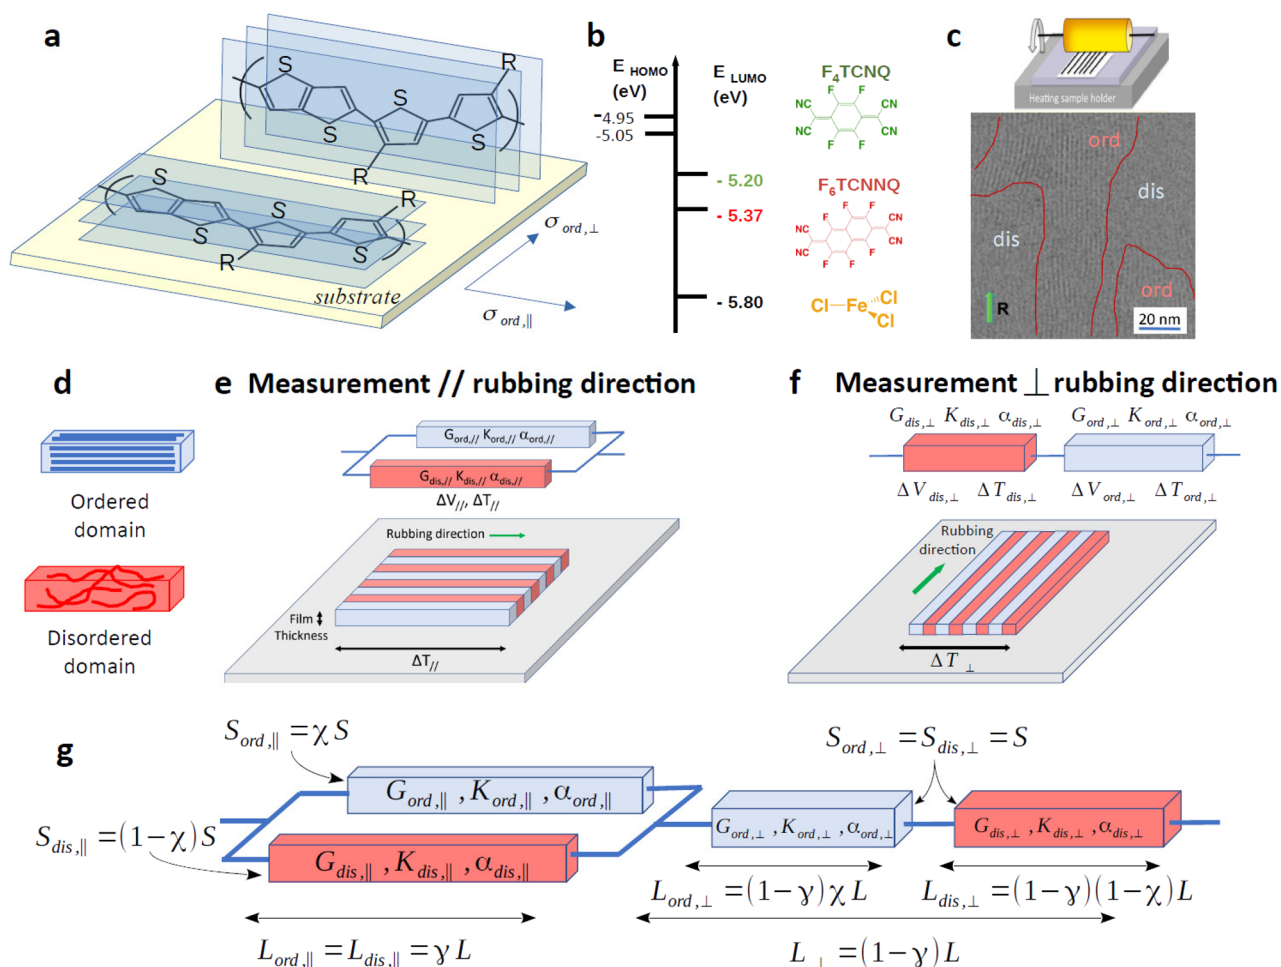 a
S
S
S
S
R
R
S
S
S
S
R
R
substrate
σ ord,⊥
σ ord,∥
b
E HOMO
(eV)
E LUMO
(eV)
-4.95
-5.05
- 5.20
- 5.37
- 5.80
F4TCNQ
NC F F CN
NC F F CN
F6TCNNQ
F F
NC F CN
NC F CN
F F
Cl Fe Cl
Cl
c
Heating sample holder
ord
dis
dis
ord
R
20 nm
d
Ordered
domain
Disordered
domain
e Measurement // rubbing direction
Gord,// Kord,// αord,//
Gdis,// Kdis,// αdis,//
ΔV//, ΔT//
Rubbing direction
Film
Thickness
ΔT//
f Measurement ⊥ rubbing direction
Gdis,⊥ Kdis,⊥ αdis,⊥ Gord,⊥ Kord,⊥ αord,⊥
ΔVdis,⊥ ΔTdis,⊥ ΔVord,⊥ ΔTord,⊥
Rubbing
direction
ΔT ⊥
g
Sord,∥=χ S
Sdis,∥=(1−χ)S
Gord,∥ , Kord,∥ , αord,∥
Gdis,∥ , Kdis,∥ , αdis,∥
Lord,∥=Ldis,∥=γ L
Sord,⊥=Sdis,⊥=S
Gord,⊥ , Kord,⊥ , αord,⊥
Gdis,⊥ , Kdis,⊥ , αdis,⊥
Lord,⊥=(1−γ)χ L
Ldis,⊥=(1−γ)(1−χ)L
L⊥=(1−γ)L